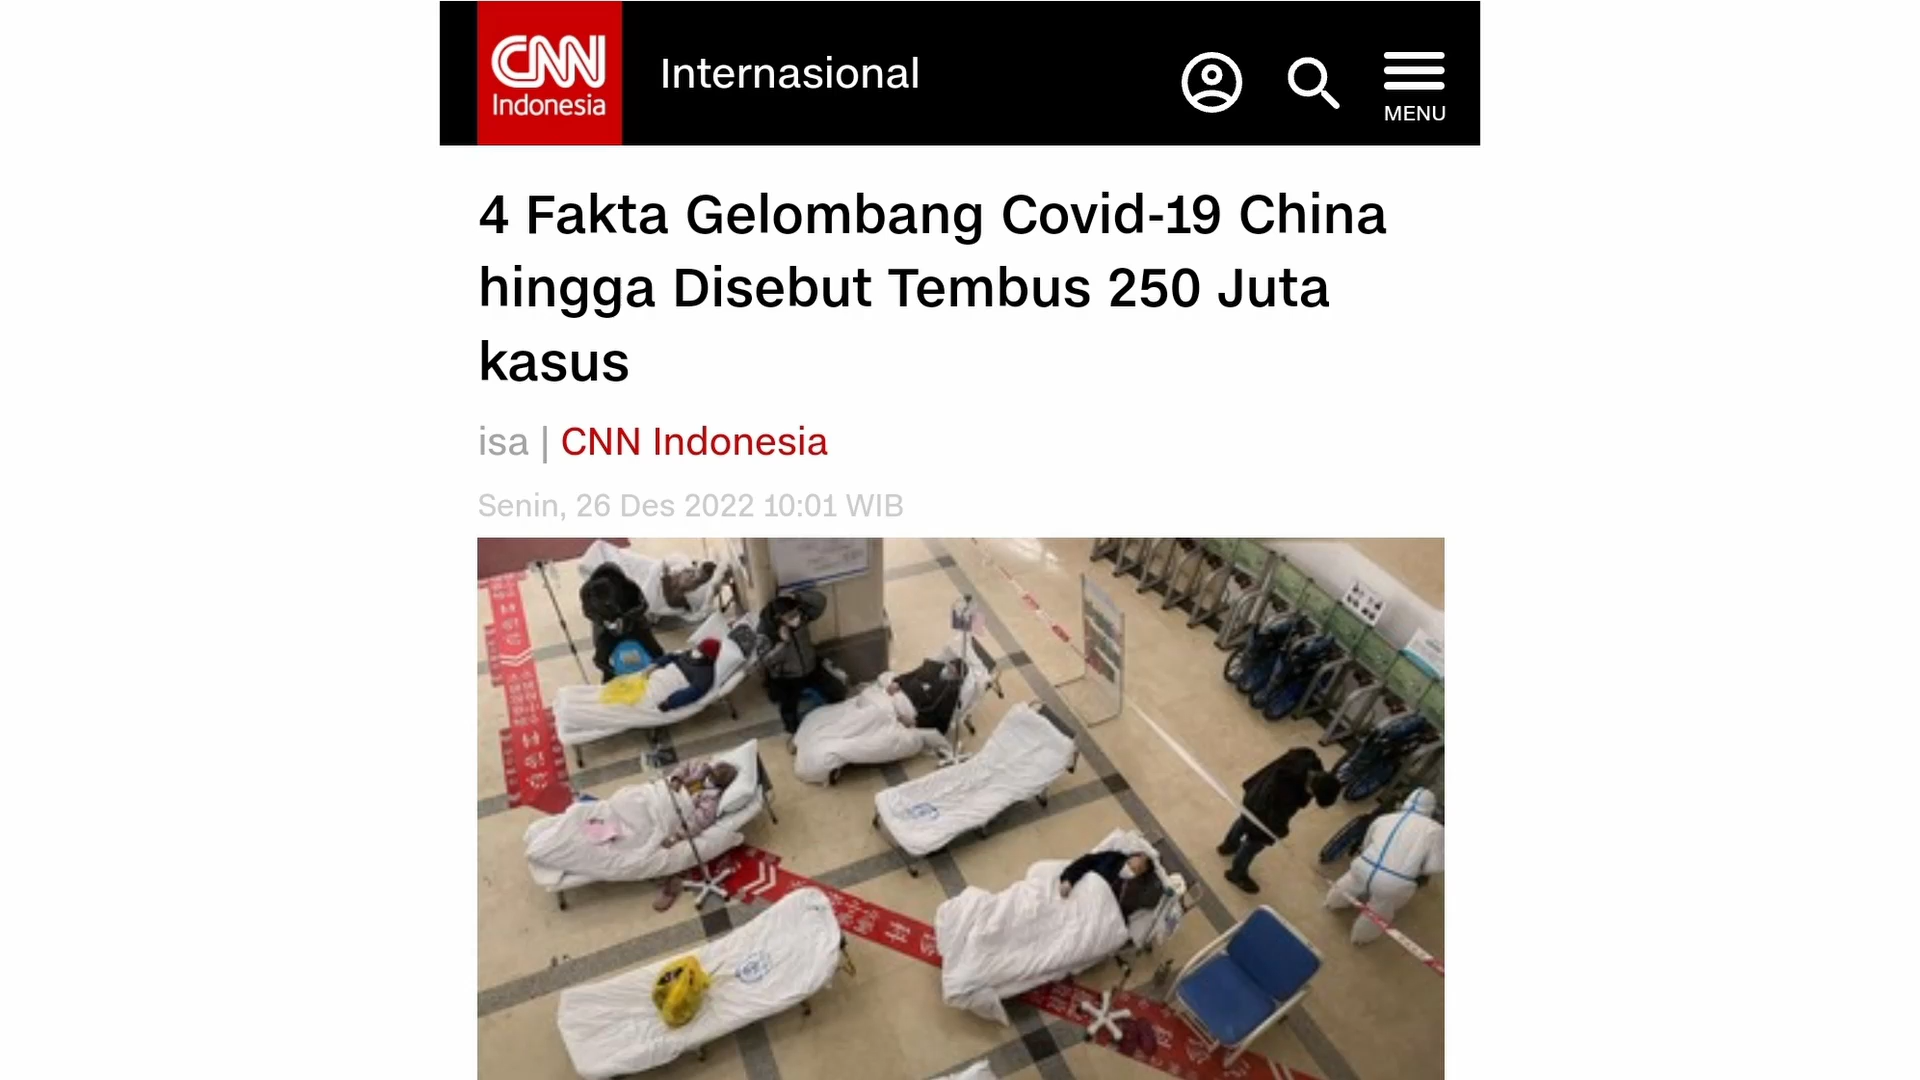 CNN
Indonesia
Internasional
MENU
4 Fakta Gelombang Covid-19 China
hingga Disebut Tembus 250 Juta
kasus
isa | CNN Indonesia
Senin, 26 Des 2022 10:01 WIB